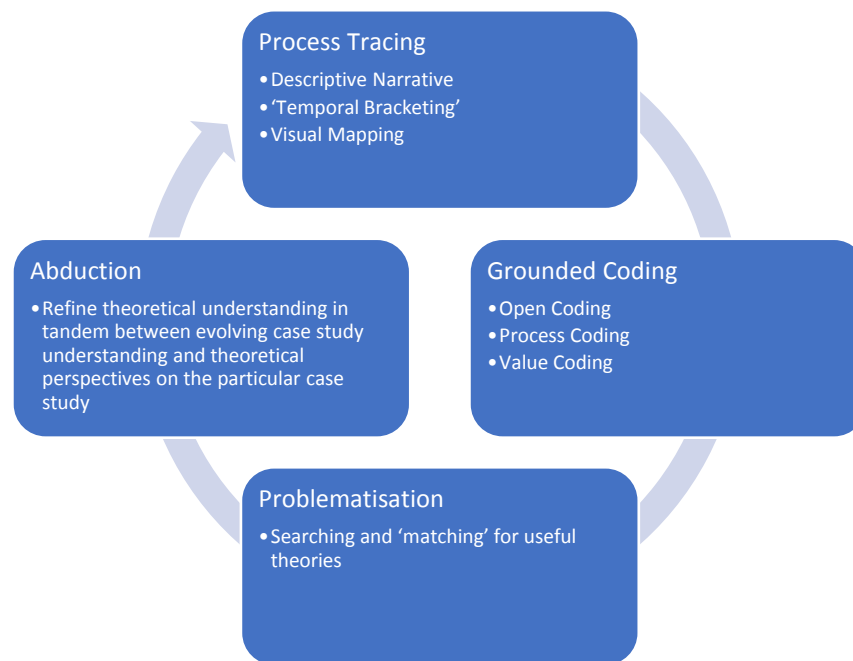 Process Tracing
•Descriptive Narrative
•‘Temporal Bracketing’
•Visual Mapping
Grounded Coding
•Open Coding
•Process Coding
•Value Coding
Problematisation
•Searching and ‘matching’ for useful
theories
Abduction
•Refine theoretical understanding in
tandem between evolving case study
understanding and theoretical
perspectives on the particular case
study